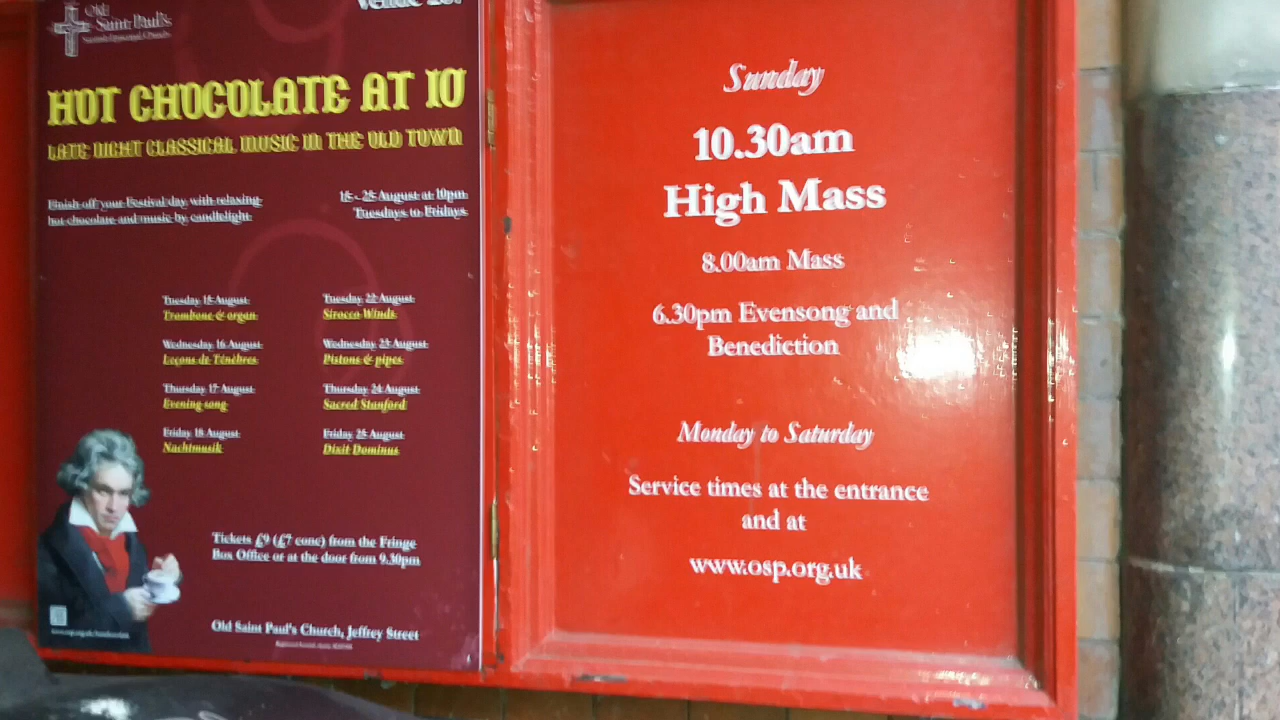 Old
Saint Paul's
Scottish Episcopal Church
HOT CHOCOLATE AT 10
LATE NIGHT CLASSICAL MUSIC IN THE OLD TOWN
Finish off your Festival day with relaxing
hot chocolate and music by candlelight.
15 - 25 August at 10pm
Tuesdays to Fridays
Tuesday 15 August
Trombone & organ
Wednesday 16 August
Leçons de Ténèbres
Thursday 17 August
Evening song
Friday 18 August
Nachtmusik
Tuesday 22 August
Sirocco Winds
Wednesday 23 August
Pistons & pipes
Thursday 24 August
Sacred Stanford
Friday 25 August
Dixit Dominus
Tickets £9 (£7 conc) from the Fringe
Box Office or at the door from 9.30pm
Old Saint Paul's Church, Jeffrey Street
Sunday
10.30am
High Mass
8.00am Mass
6.30pm Evensong and
Benediction
Monday to Saturday
Service times at the entrance
and at
www.osp.org.uk